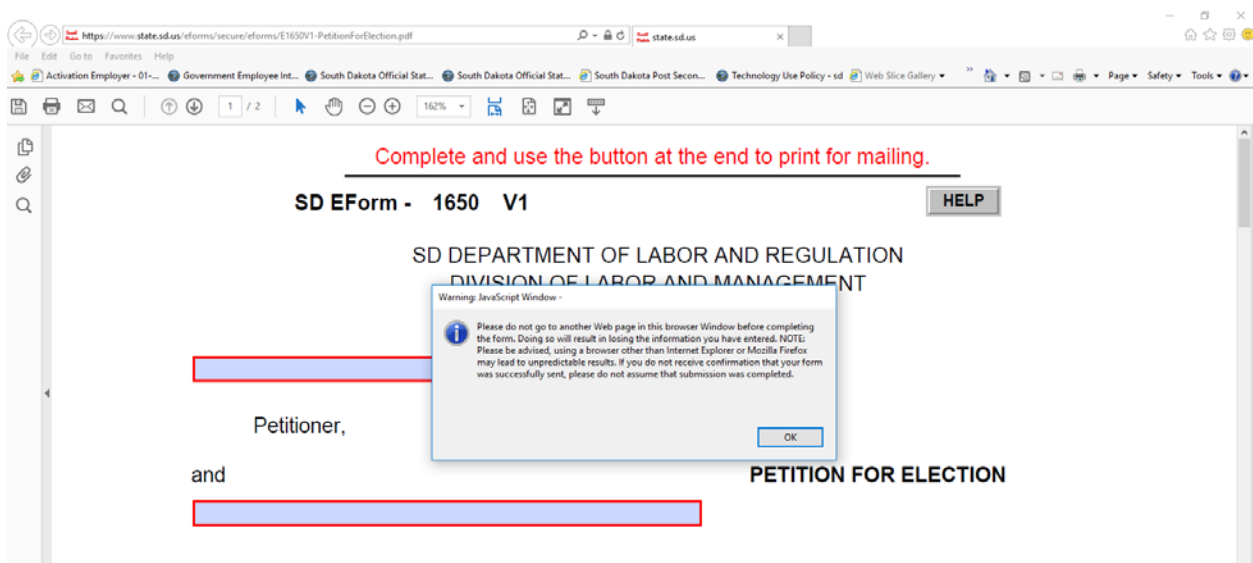 https://www.state.sd.us/eforms/secure/eforms/E1650V1-PetitionForElection.pdf
state.sd.us
File Edit Go to Favorites Help
Activation Employer - 01-... Government Employee Int... South Dakota Official Stat... South Dakota Official Stat... South Dakota Post Secon... Technology Use Policy - sd Web Slice Gallery Page Safety Tools
1 / 2 162%
Complete and use the button at the end to print for mailing.
SD EForm - 1650 V1 HELP
SD DEPARTMENT OF LABOR AND REGULATION
DIVISION OF LABOR AND MANAGEMENT
Warning: JavaScript Window -
Please do not go to another Web page in this browser Window before completing
the form. Doing so will result in losing the information you have entered. NOTE:
Please be advised, using a browser other than Internet Explorer or Mozilla Firefox
may lead to unpredictable results. If you do not receive confirmation that your form
was successfully sent, please do not assume that submission was completed.
OK
Petitioner,
and PETITION FOR ELECTION